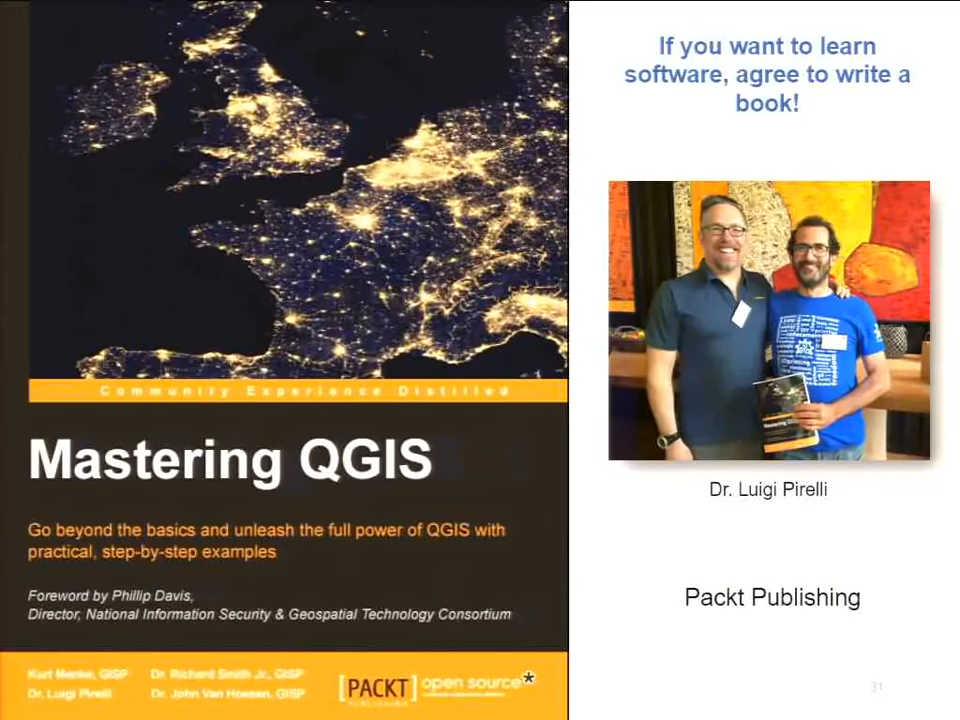 Community Experience Distilled
Mastering QGIS
Go beyond the basics and unleash the full power of QGIS with
practical, step-by-step examples
Foreword by Phillip Davis,
Director, National Information Security & Geospatial Technology Consortium
Kurt Menke, GISP
Dr. Richard Smith Jr., GISP
Dr. Luigi Pirelli
Dr. John Van Hoesen, GISP
[PACKT] open source*
PUBLISHING
If you want to learn
software, agree to write a
book!
Mastering QGIS
Dr. Luigi Pirelli
Packt Publishing
31